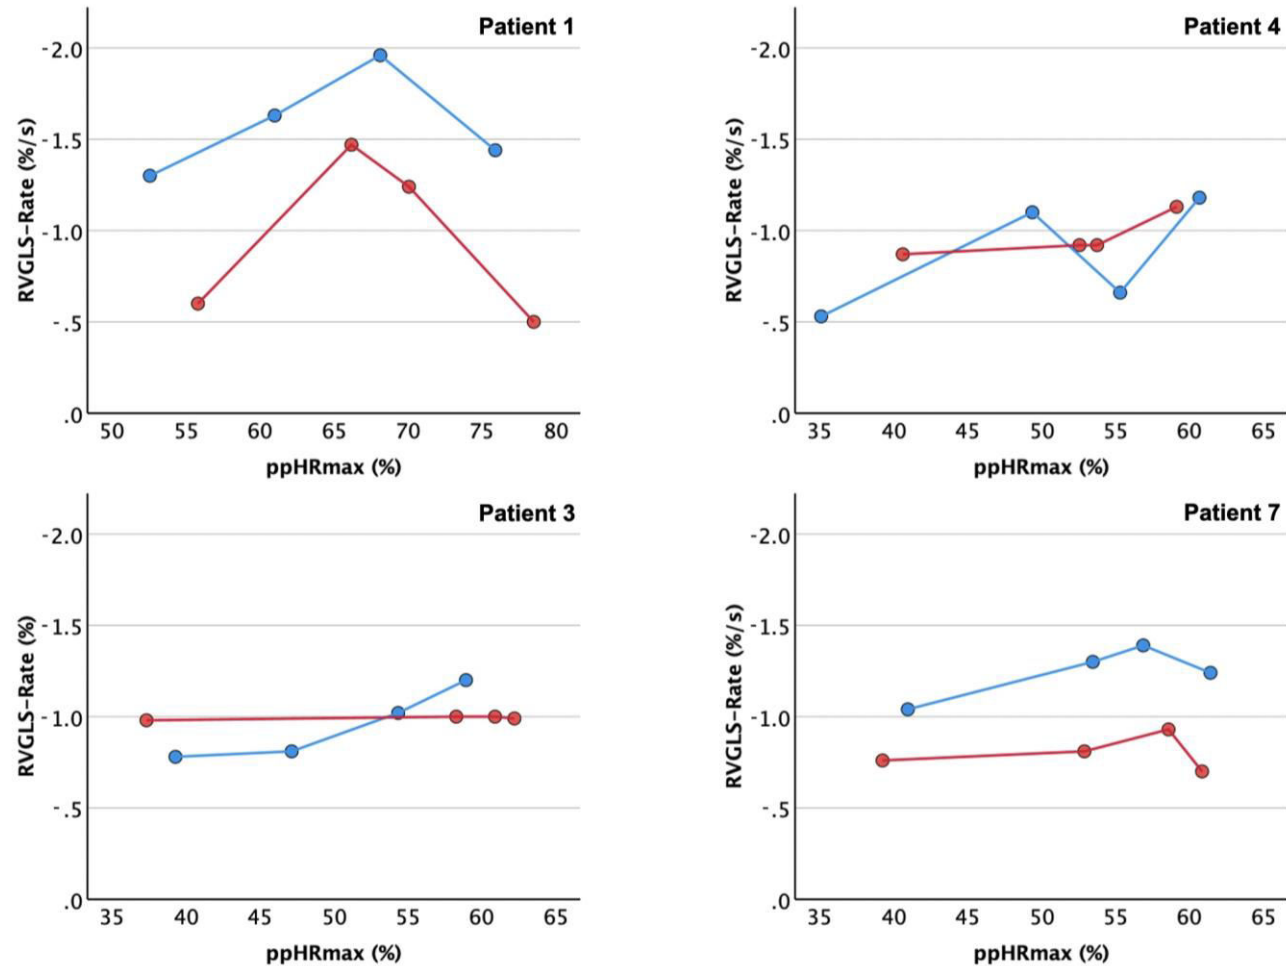 Patient 1
RVGLS-Rate (%/s)
-2.0
-1.5
-1.0
-.5
.0
50 55 60 65 70 75 80
ppHRmax (%)
Patient 4
RVGLS-Rate (%/s)
-2.0
-1.5
-1.0
-.5
.0
35 40 45 50 55 60 65
ppHRmax (%)
Patient 3
RVGLS-Rate (%)
-2.0
-1.5
-1.0
-.5
.0
35 40 45 50 55 60 65
ppHRmax (%)
Patient 7
RVGLS-Rate (%/s)
-2.0
-1.5
-1.0
-.5
.0
35 40 45 50 55 60 65
ppHRmax (%)